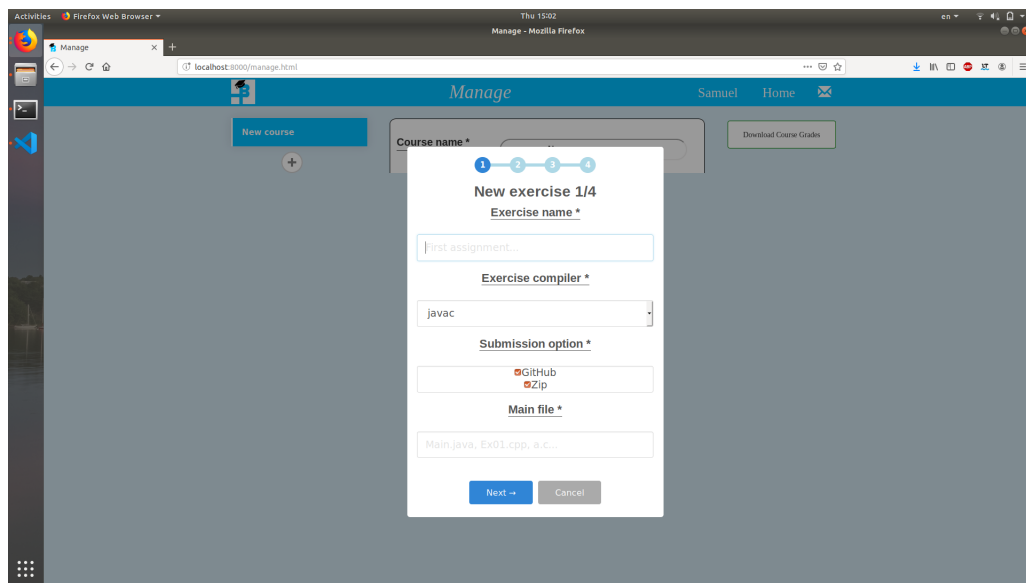 Activities Firefox Web Browser Thu 15:02 en
Manage - Mozilla Firefox
Manage
localhost:8000/manage.html
Manage Samuel Home
New course
Course name *
Download Course Grades
1 2 3 4
New exercise 1/4
Exercise name *
First assignment...
Exercise compiler *
javac
Submission option *
GitHub
Zip
Main file *
Main.java, Ex01.cpp, a.c...
Next → Cancel